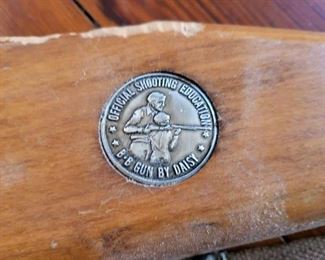 OFFICIAL SHOOTING EDUCATION
B·B GUN BY DAISY